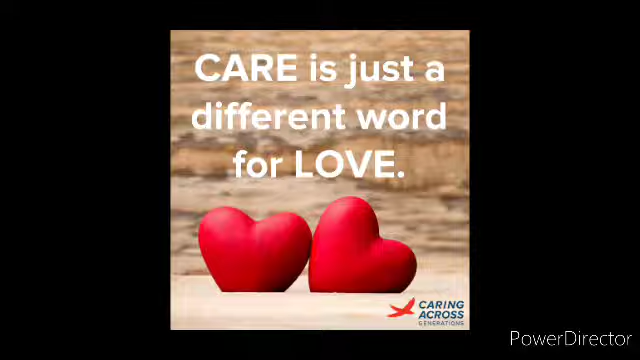 CARE is just a
different word
for LOVE.
CARING
ACROSS
GENERATIONS
PowerDirector